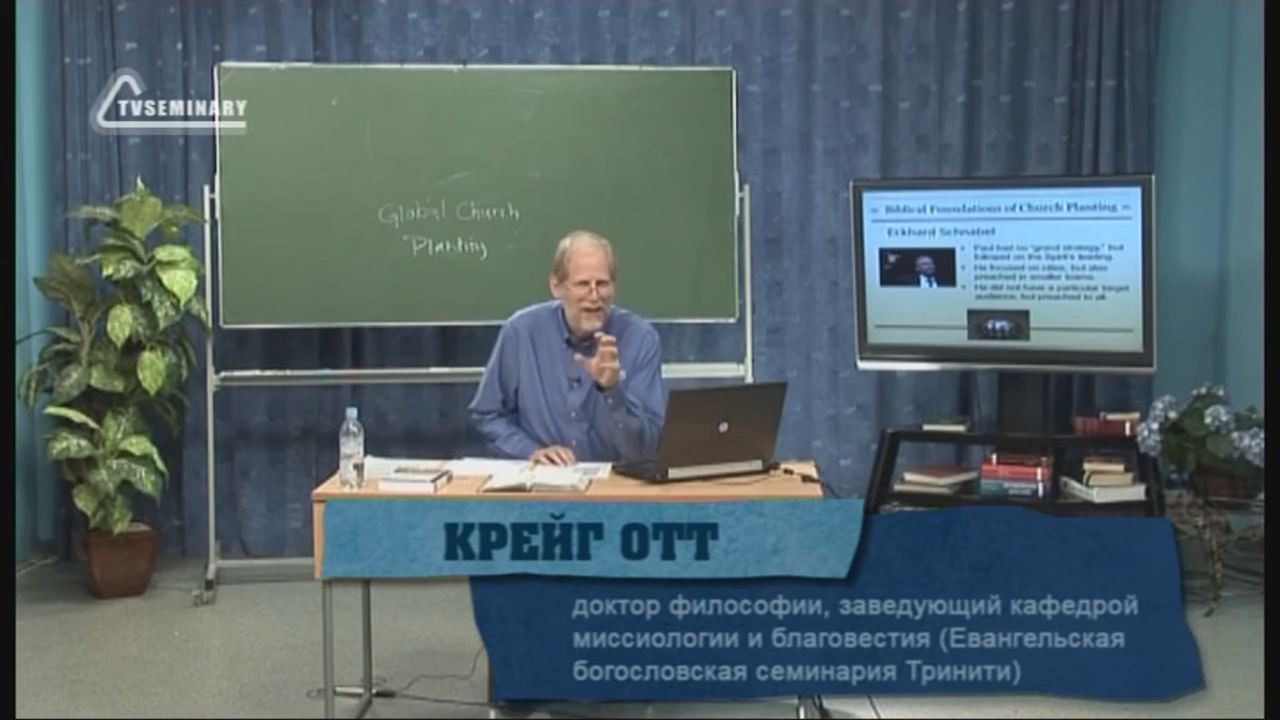 TVSEMINARY
Global Church
Planting
Biblical Foundations of Church Planting
Eckhard Schnabel
• Paul had no "grand strategy," but
followed on the Spirit's leading.
• He focused on cities, but also
preached in smaller towns.
• He did not have a particular target
audience, but preached to all.
КРЕЙГ ОТТ
доктор философии, заведующий кафедрой
миссиологии и благовестия (Евангельская
богословская семинария Тринити)